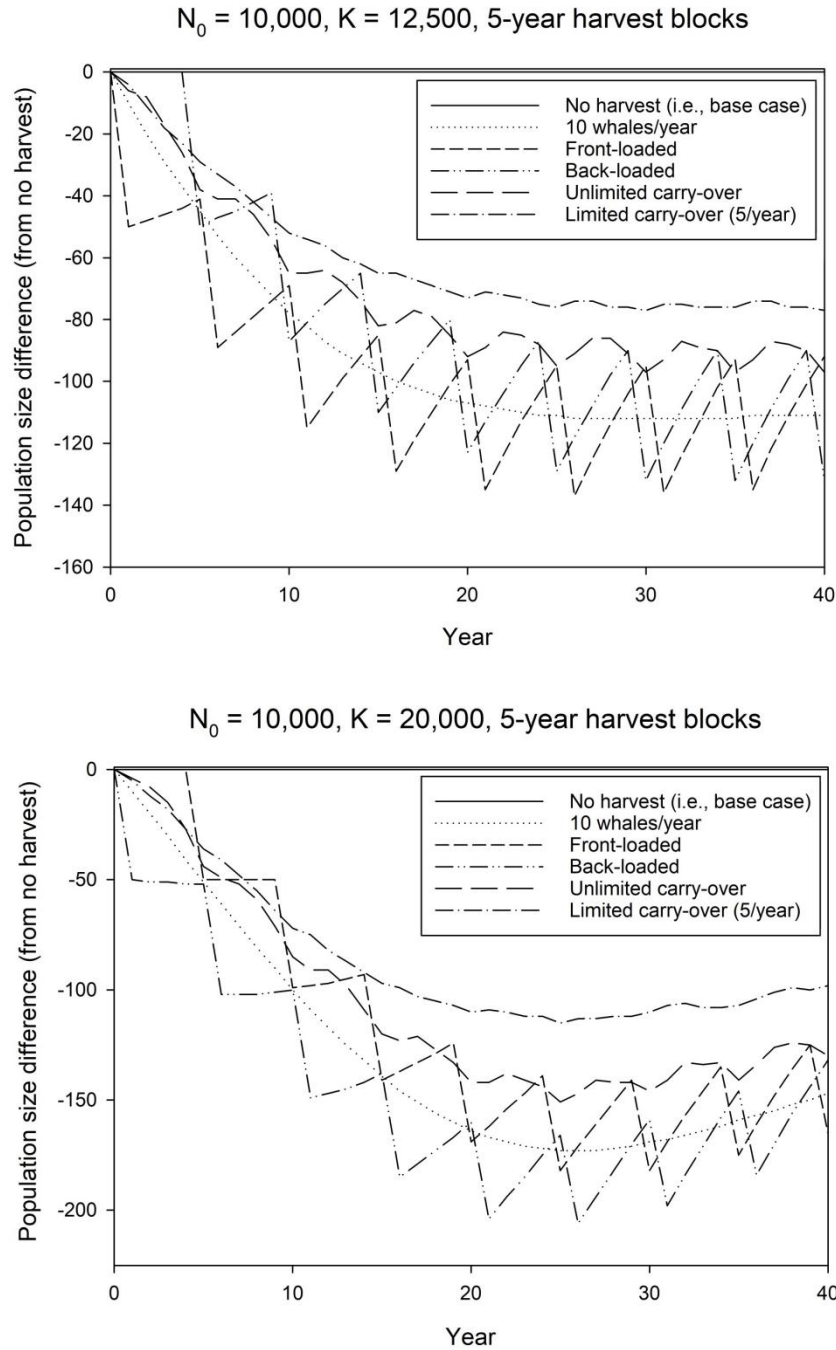 N₀ = 10,000, K = 12,500, 5-year harvest blocks
0
-20
-40
-60
-80
-100
-120
-140
-160
Population size difference (from no harvest)
No harvest (i.e., base case)
10 whales/year
Front-loaded
Back-loaded
Unlimited carry-over
Limited carry-over (5/year)
0
10
20
30
40
Year
N₀ = 10,000, K = 20,000, 5-year harvest blocks
0
-50
-100
-150
-200
Population size difference (from no harvest)
No harvest (i.e., base case)
10 whales/year
Front-loaded
Back-loaded
Unlimited carry-over
Limited carry-over (5/year)
0
10
20
30
40
Year